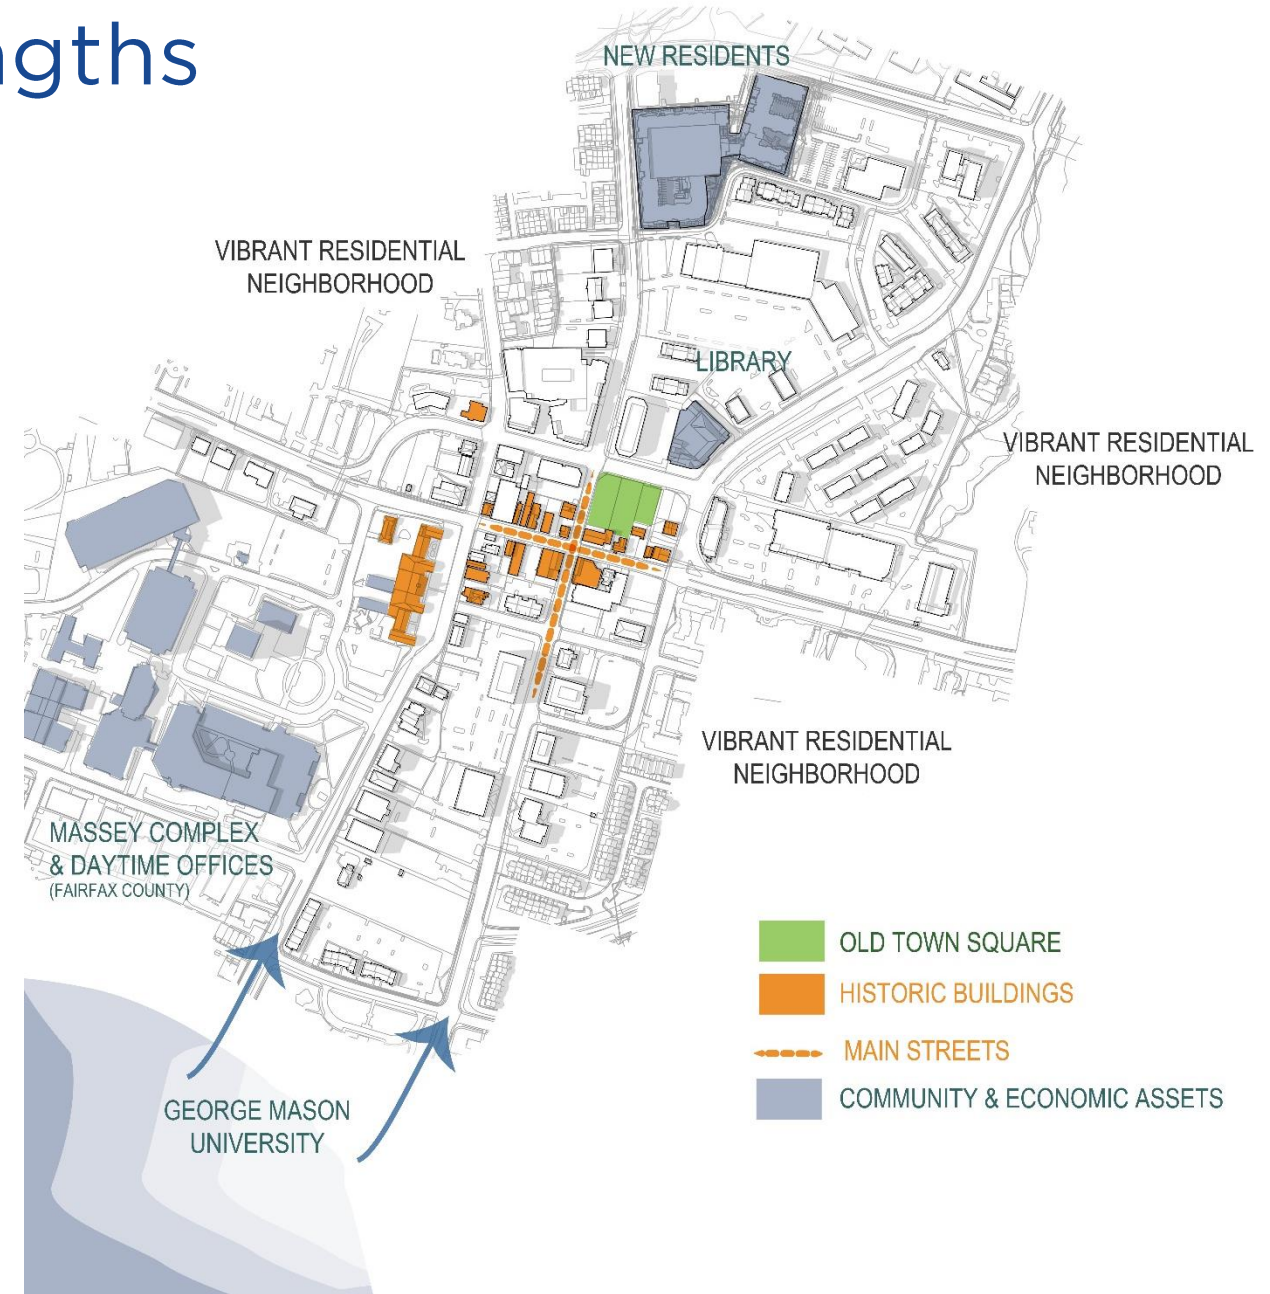 ngths
NEW RESIDENTS
VIBRANT RESIDENTIAL
NEIGHBORHOOD
LIBRARY
VIBRANT RESIDENTIAL
NEIGHBORHOOD
VIBRANT RESIDENTIAL
NEIGHBORHOOD
MASSEY COMPLEX
& DAYTIME OFFICES
(FAIRFAX COUNTY)
OLD TOWN SQUARE
HISTORIC BUILDINGS
MAIN STREETS
COMMUNITY & ECONOMIC ASSETS
GEORGE MASON
UNIVERSITY